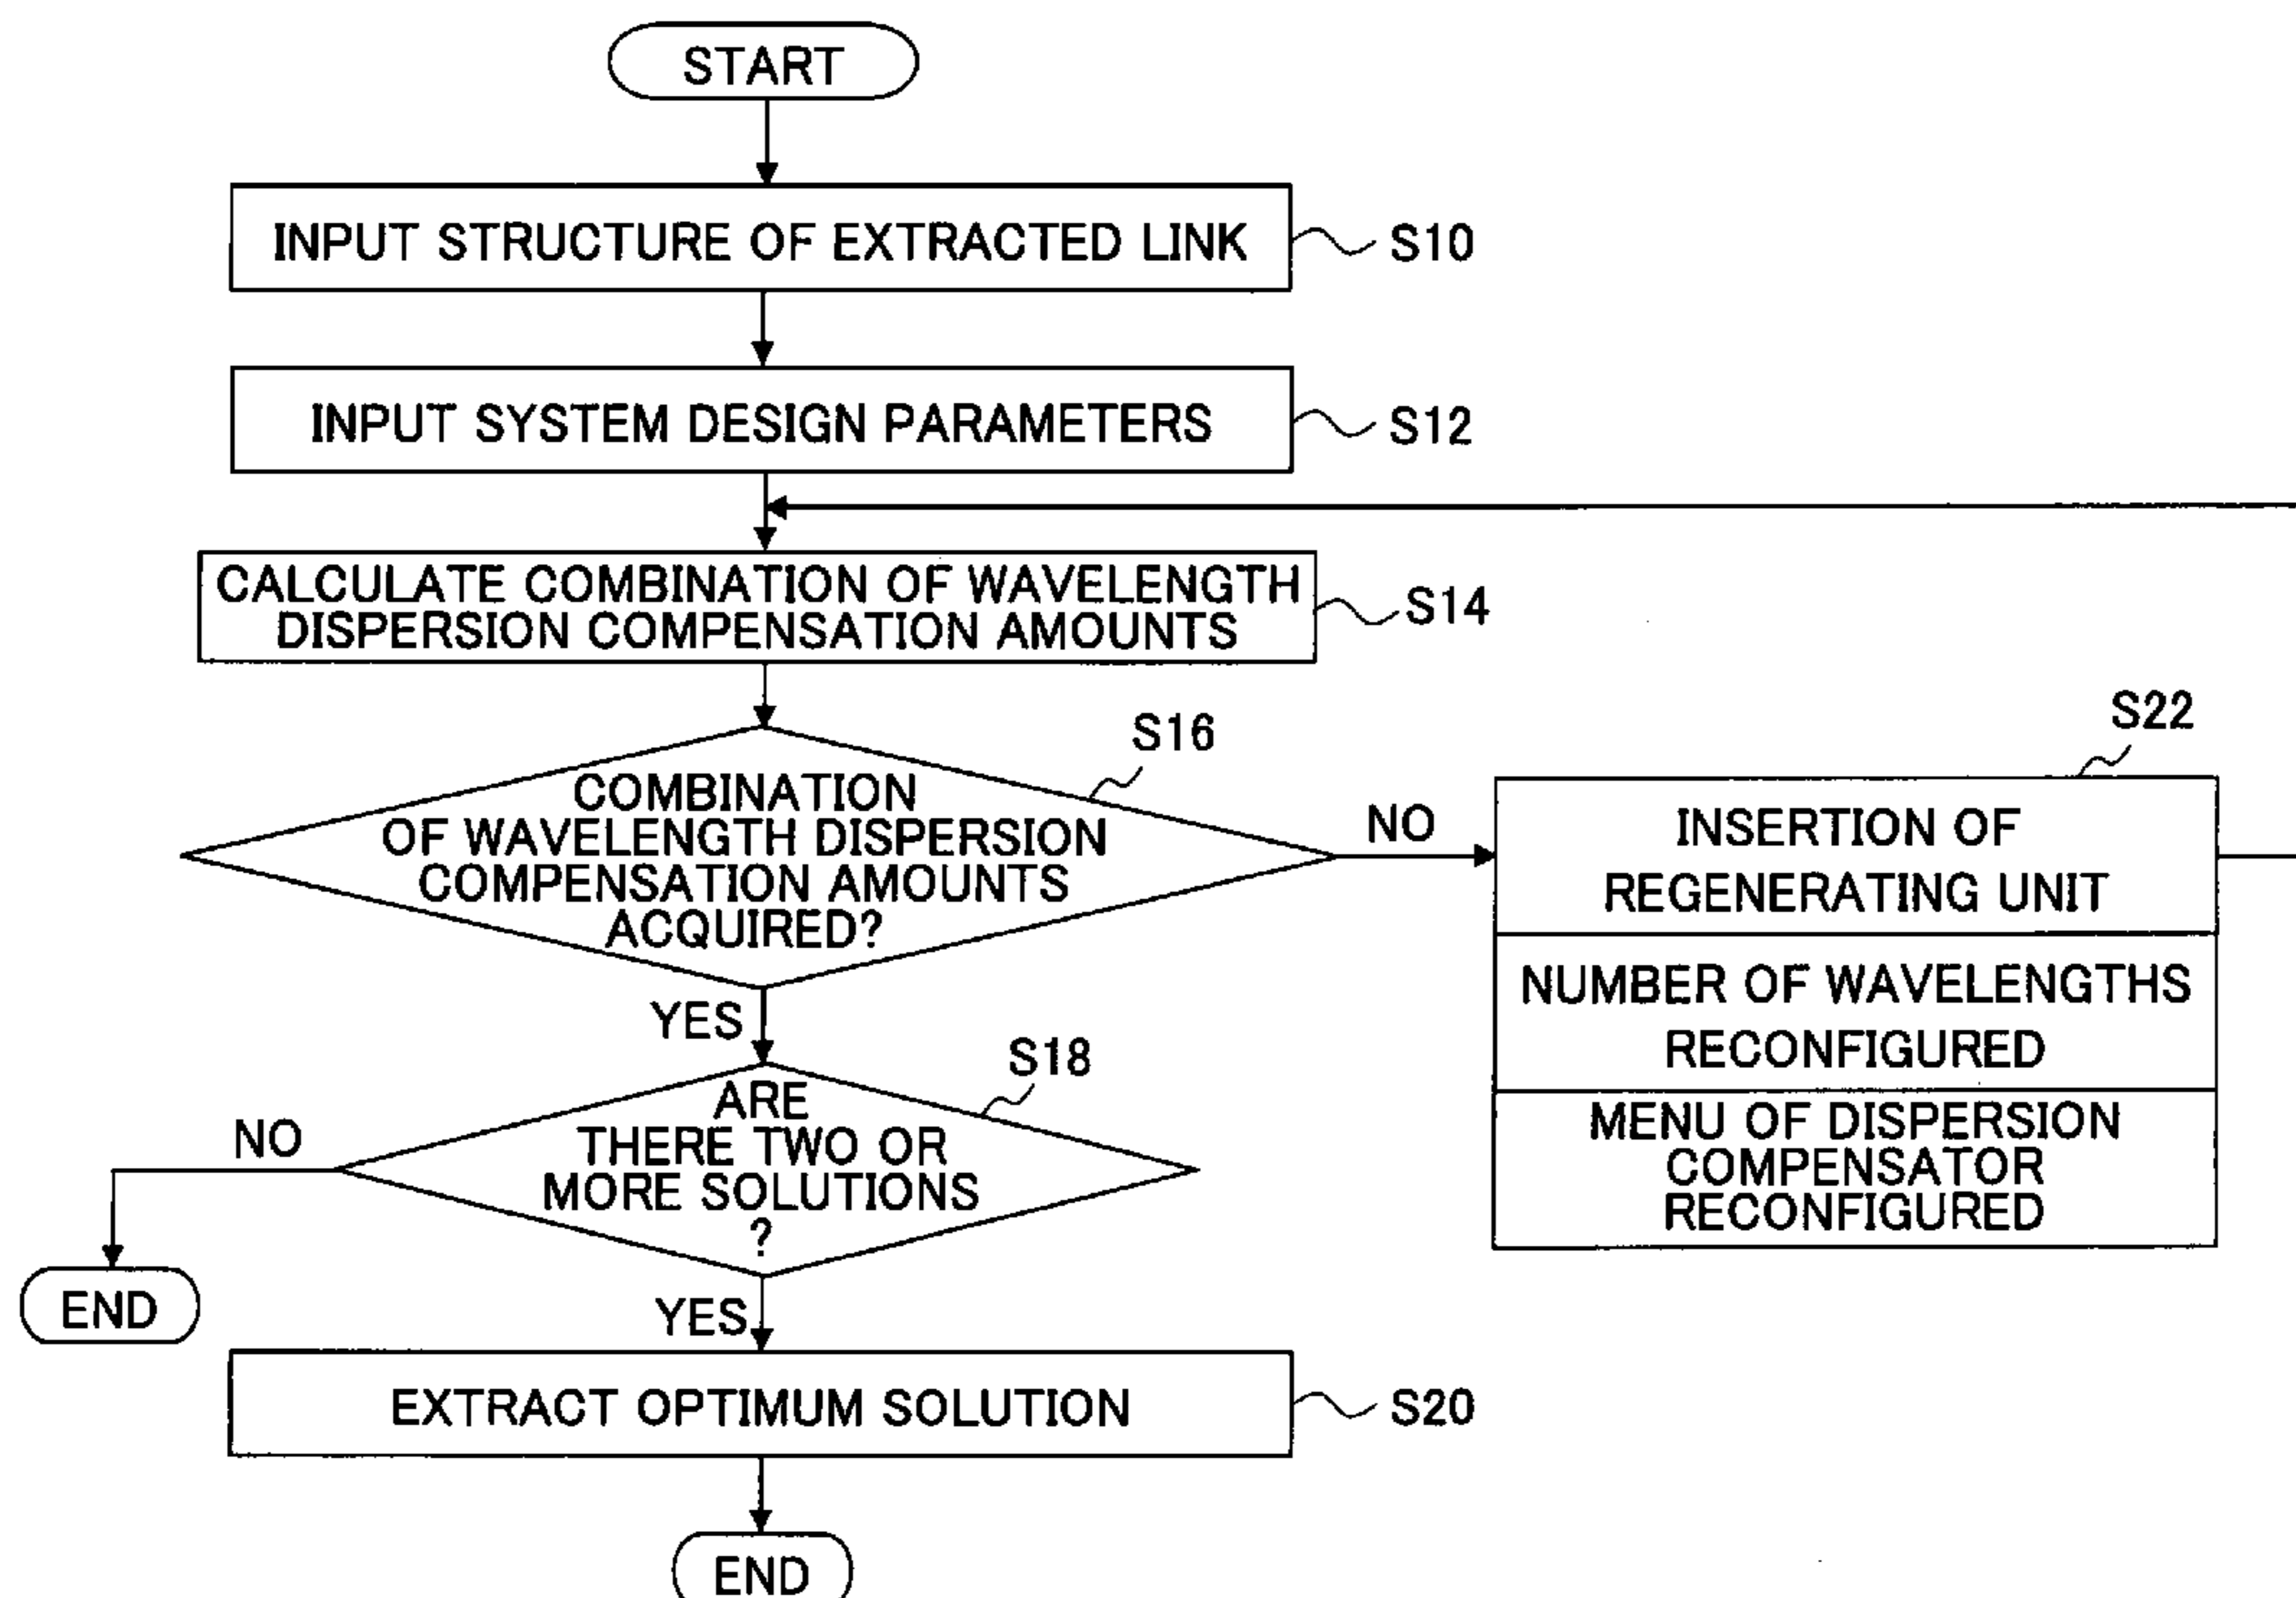 START
INPUT STRUCTURE OF EXTRACTED LINK
S10
INPUT SYSTEM DESIGN PARAMETERS
S12
CALCULATE COMBINATION OF WAVELENGTH
DISPERSION COMPENSATION AMOUNTS
S14
S16
COMBINATION
OF WAVELENGTH DISPERSION
COMPENSATION AMOUNTS
ACQUIRED?
NO
S22
INSERTION OF
REGENERATING UNIT
NUMBER OF WAVELENGTHS
RECONFIGURED
MENU OF DISPERSION
COMPENSATOR
RECONFIGURED
YES
S18
ARE
THERE TWO OR
MORE SOLUTIONS
?
NO
END
YES
EXTRACT OPTIMUM SOLUTION
S20
END